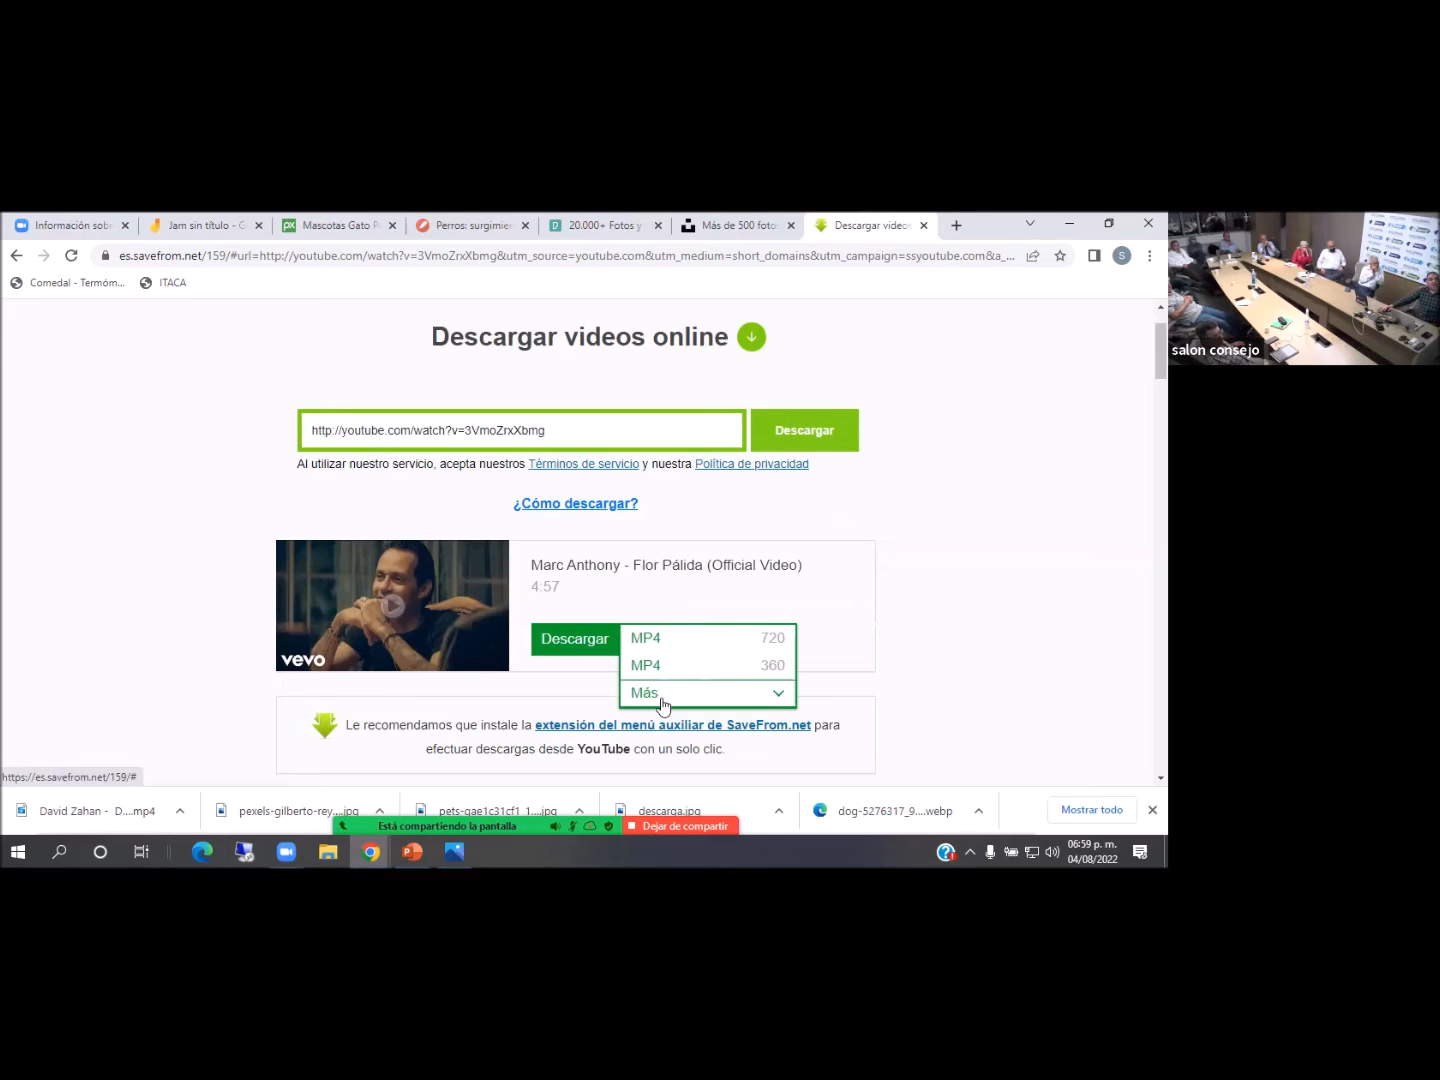 Información sob
Jam sin título - G
Mascotas Gato P
Perros: surgimie
20.000+ Fotos y
Más de 500 foto
Descargar videos
es.savefrom.net/159/#url=http://youtube.com/watch?v=3VmoZrxXbmg&utm_source=youtube.com&utm_medium=short_domains&utm_campaign=ssyoutube.com&a_...
S
Comedal - Termóm...
ITACA
salon consejo
Descargar videos online
http://youtube.com/watch?v=3VmoZrxXbmg
Descargar
Al utilizar nuestro servicio, acepta nuestros Términos de servicio y nuestra Política de privacidad
¿Cómo descargar?
Marc Anthony - Flor Pálida (Official Video)
4:57
vevo
Descargar
MP4 720
MP4 360
Más
Le recomendamos que instale la extensión del menú auxiliar de SaveFrom.net para
efectuar descargas desde YouTube con un solo clic.
https://es.savefrom.net/159/#
David Zahan - D....mp4
pexels-gilberto-rey....jpg
pets-gae1c31cf1_1....jpg
descarga.jpg
dog-5276317_9....webp
Mostrar todo
Está compartiendo la pantalla
Dejar de compartir
06:59 p. m.
04/08/2022